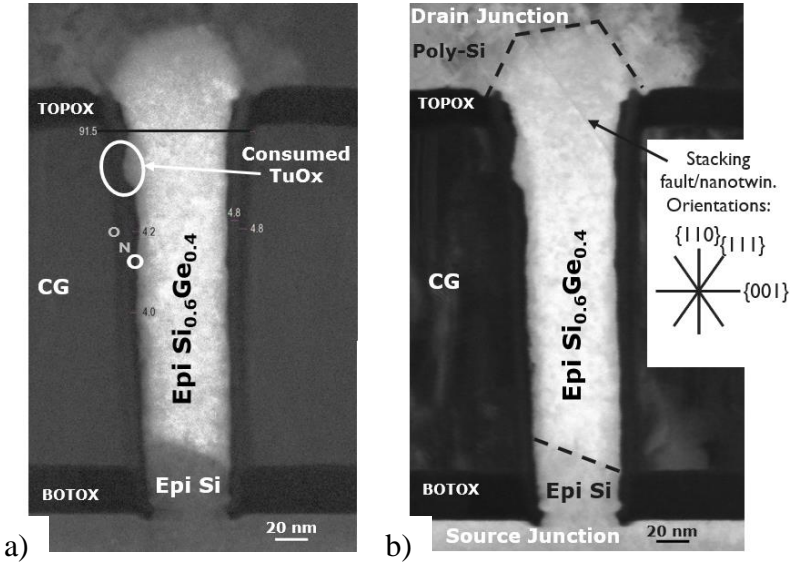 TOPOX
91.5
Consumed
TuOx
O
N
O
4.2
4.8
4.8
4.0
CG
Epi Si0.6Ge0.4
Epi Si
BOTOX
20 nm
a)
Drain Junction
Poly-Si
TOPOX
Stacking
fault/nanotwin.
Orientations:
{110}
{111}
{001}
CG
Epi Si0.6Ge0.4
Epi Si
BOTOX
20 nm
Source Junction
b)